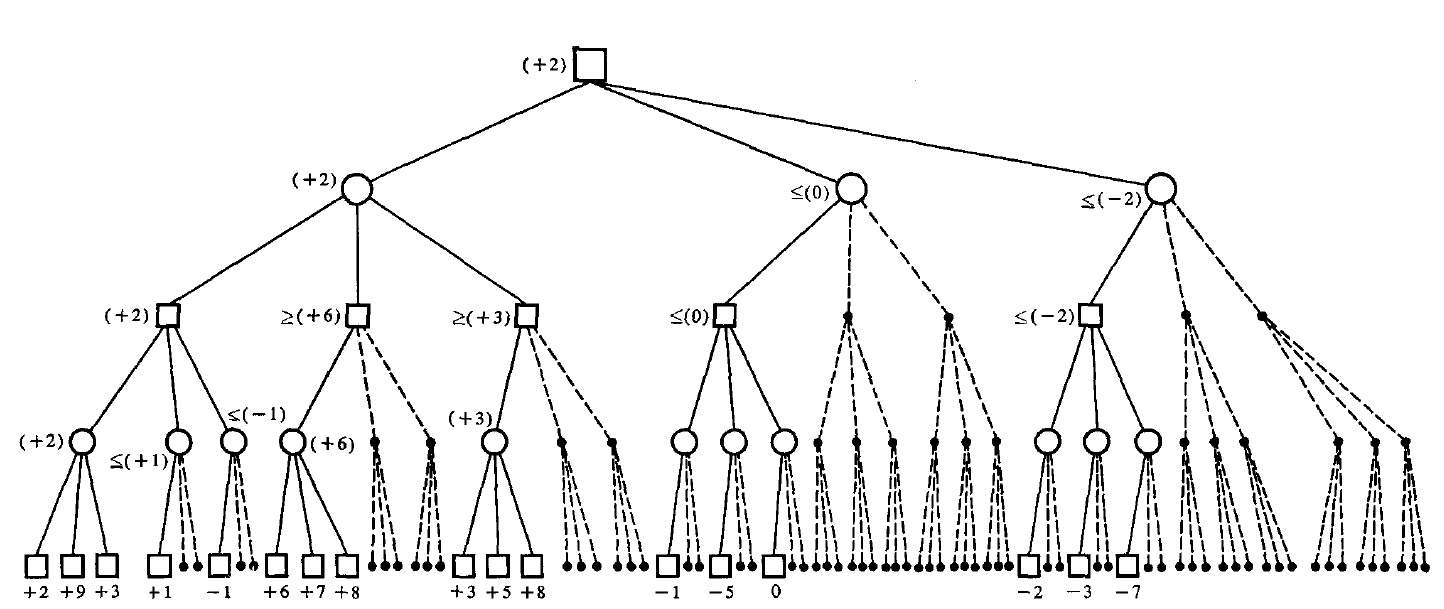 (+2)
(+2) ≤(0) ≦(−2)
(+2) ≥(+6) ≥(+3) ≤(0) ≤(−2)
≤(−1) (+3)
(+2) ≦(+1) (+6)
+2 +9 +3 +1 −1 +6 +7 +8 +3 +5 +8 −1 −5 0 −2 −3 −7